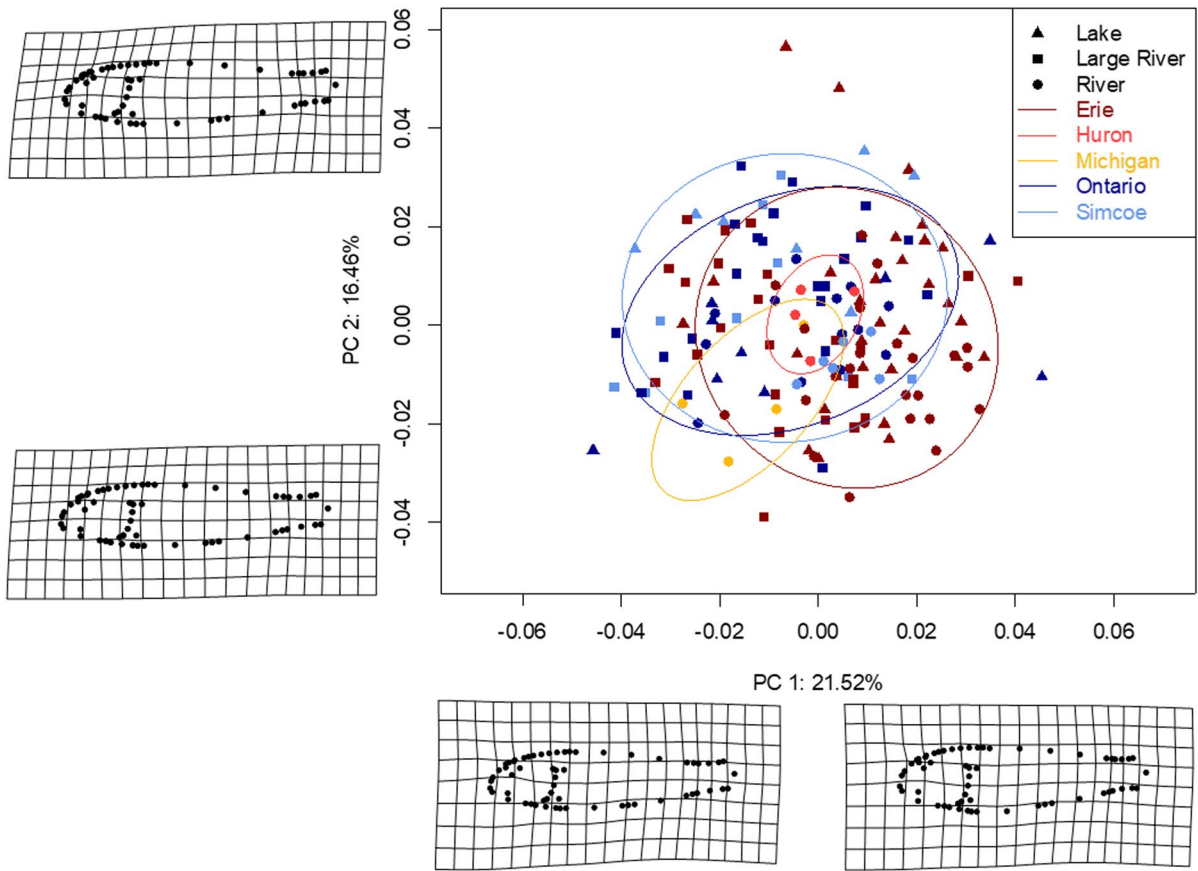 Lake
Large River
River
Erie
Huron
Michigan
Ontario
Simcoe
PC 2: 16.46%
0.06
0.04
0.02
0.00
-0.02
-0.04
-0.06 -0.04 -0.02 0.00 0.02 0.04 0.06
PC 1: 21.52%